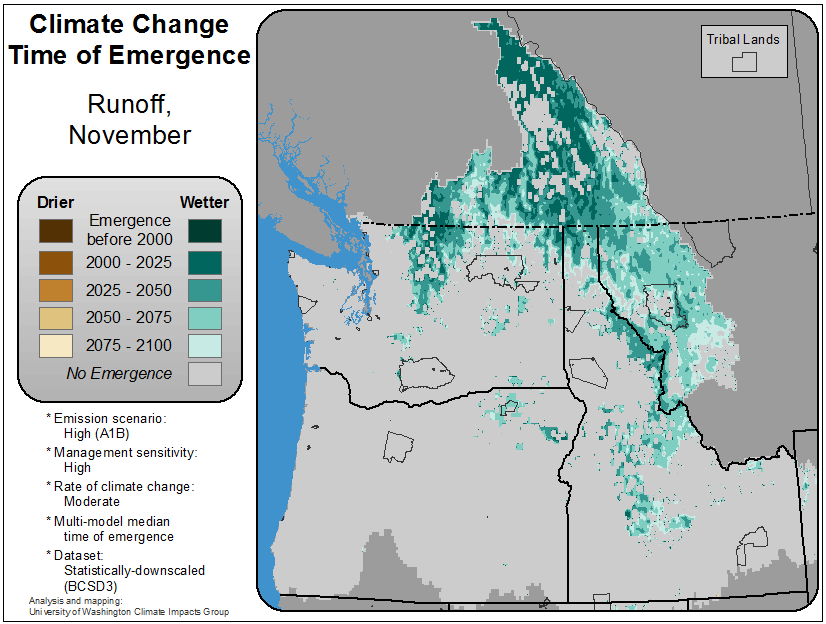 Climate Change
Time of Emergence
Runoff,
November
Drier
Wetter
Emergence
before 2000
2000 - 2025
2025 - 2050
2050 - 2075
2075 - 2100
No Emergence
* Emission scenario:
High (A1B)
* Management sensitivity:
High
* Rate of climate change:
Moderate
* Multi-model median
time of emergence
* Dataset:
Statistically-downscaled
(BCSD3)
Analysis and mapping:
University of Washington Climate Impacts Group
Tribal Lands